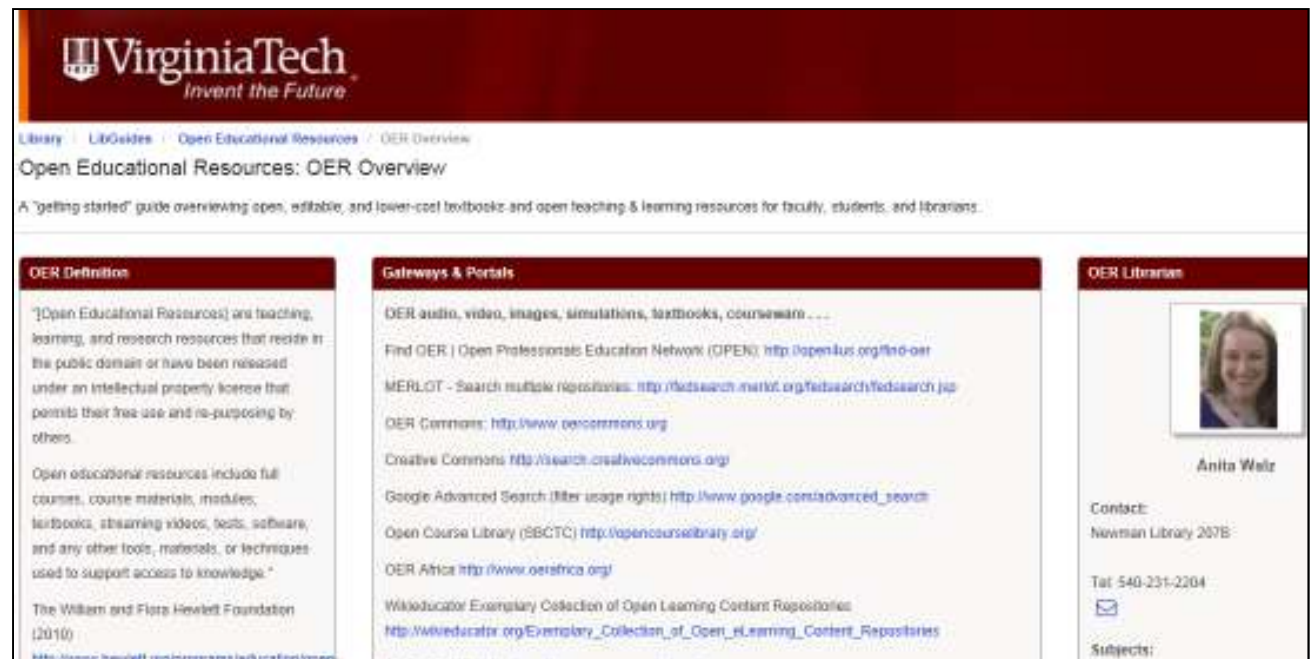 VirginiaTech
Invent the Future
Library / LibGuides / Open Educational Resources / OER Overview
Open Educational Resources: OER Overview
A "getting started" guide overviewing open, editable, and lower-cost textbooks and open teaching & learning resources for faculty, students, and librarians.
OER Definition
"[Open Educational Resources] are teaching,
learning, and research resources that reside in
the public domain or have been released
under an intellectual property license that
permits their free use and re-purposing by
others.
Open educational resources include full
courses, course materials, modules,
textbooks, streaming videos, tests, software,
and any other tools, materials, or techniques
used to support access to knowledge."
The William and Flora Hewlett Foundation
(2010)
Gateways & Portals
OER audio, video, images, simulations, textbooks, courseware . . .
Find OER | Open Professionals Education Network (OPEN): http://open4us.org/find-oer
MERLOT - Search multiple repositories: http://fedsearch.merlot.org/fedsearch/fedsearch.jsp
OER Commons: http://www.oercommons.org
Creative Commons http://search.creativecommons.org/
Google Advanced Search (filter usage rights) http://www.google.com/advanced_search
Open Course Library (SBCTC) http://opencourselibrary.org/
OER Africa http://www.oerafrica.org/
Wikieducator Exemplary Collection of Open Learning Content Repositories
http://wikieducator.org/Exemplary_Collection_of_Open_eLearning_Content_Repositories
OER Librarian
Anita Walz
Contact:
Newman Library 207B
Tel: 540-231-2204
Subjects: